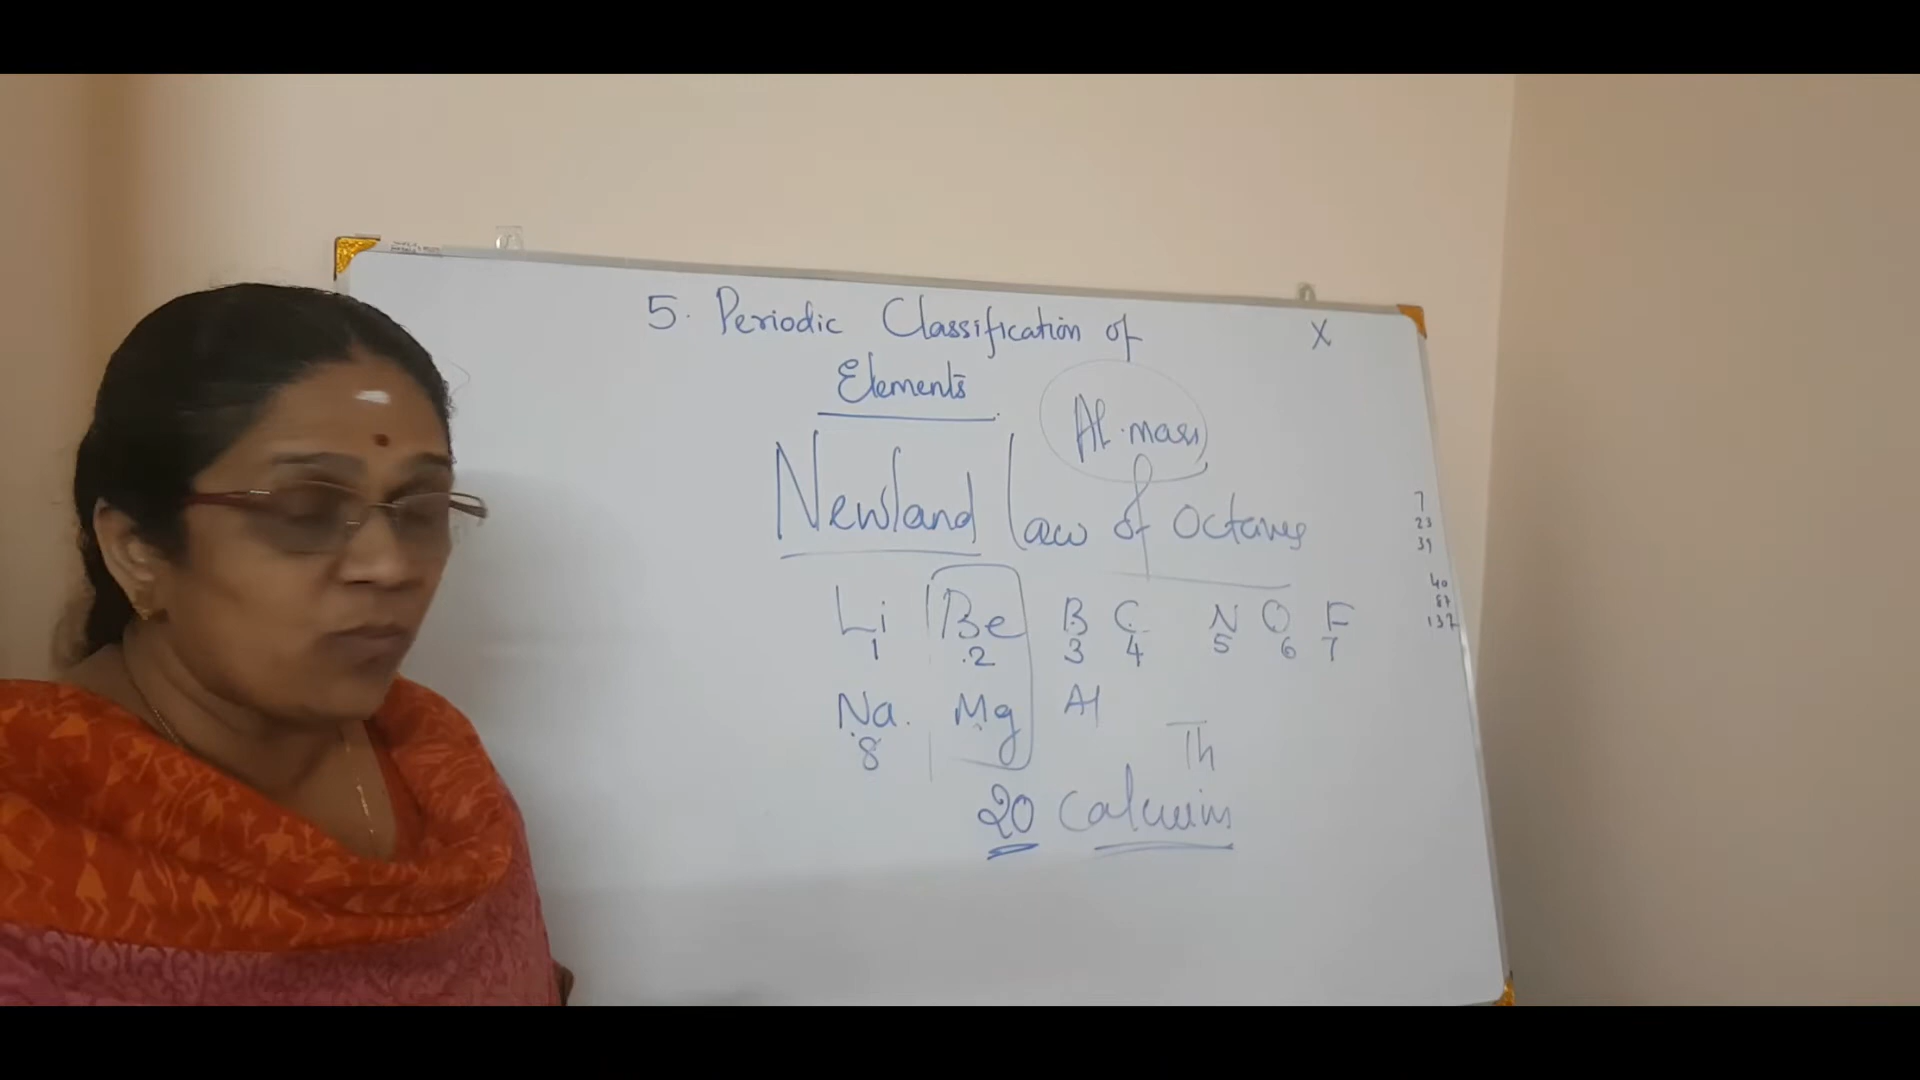 5. Periodic Classification of X
Elements
At. mass
Newland law of Octaves
7
23
39
40
87
137
Li Be B C N O F
1 2 3 4 5 6 7
Na Mg Al
8
Th
20 Calcuim